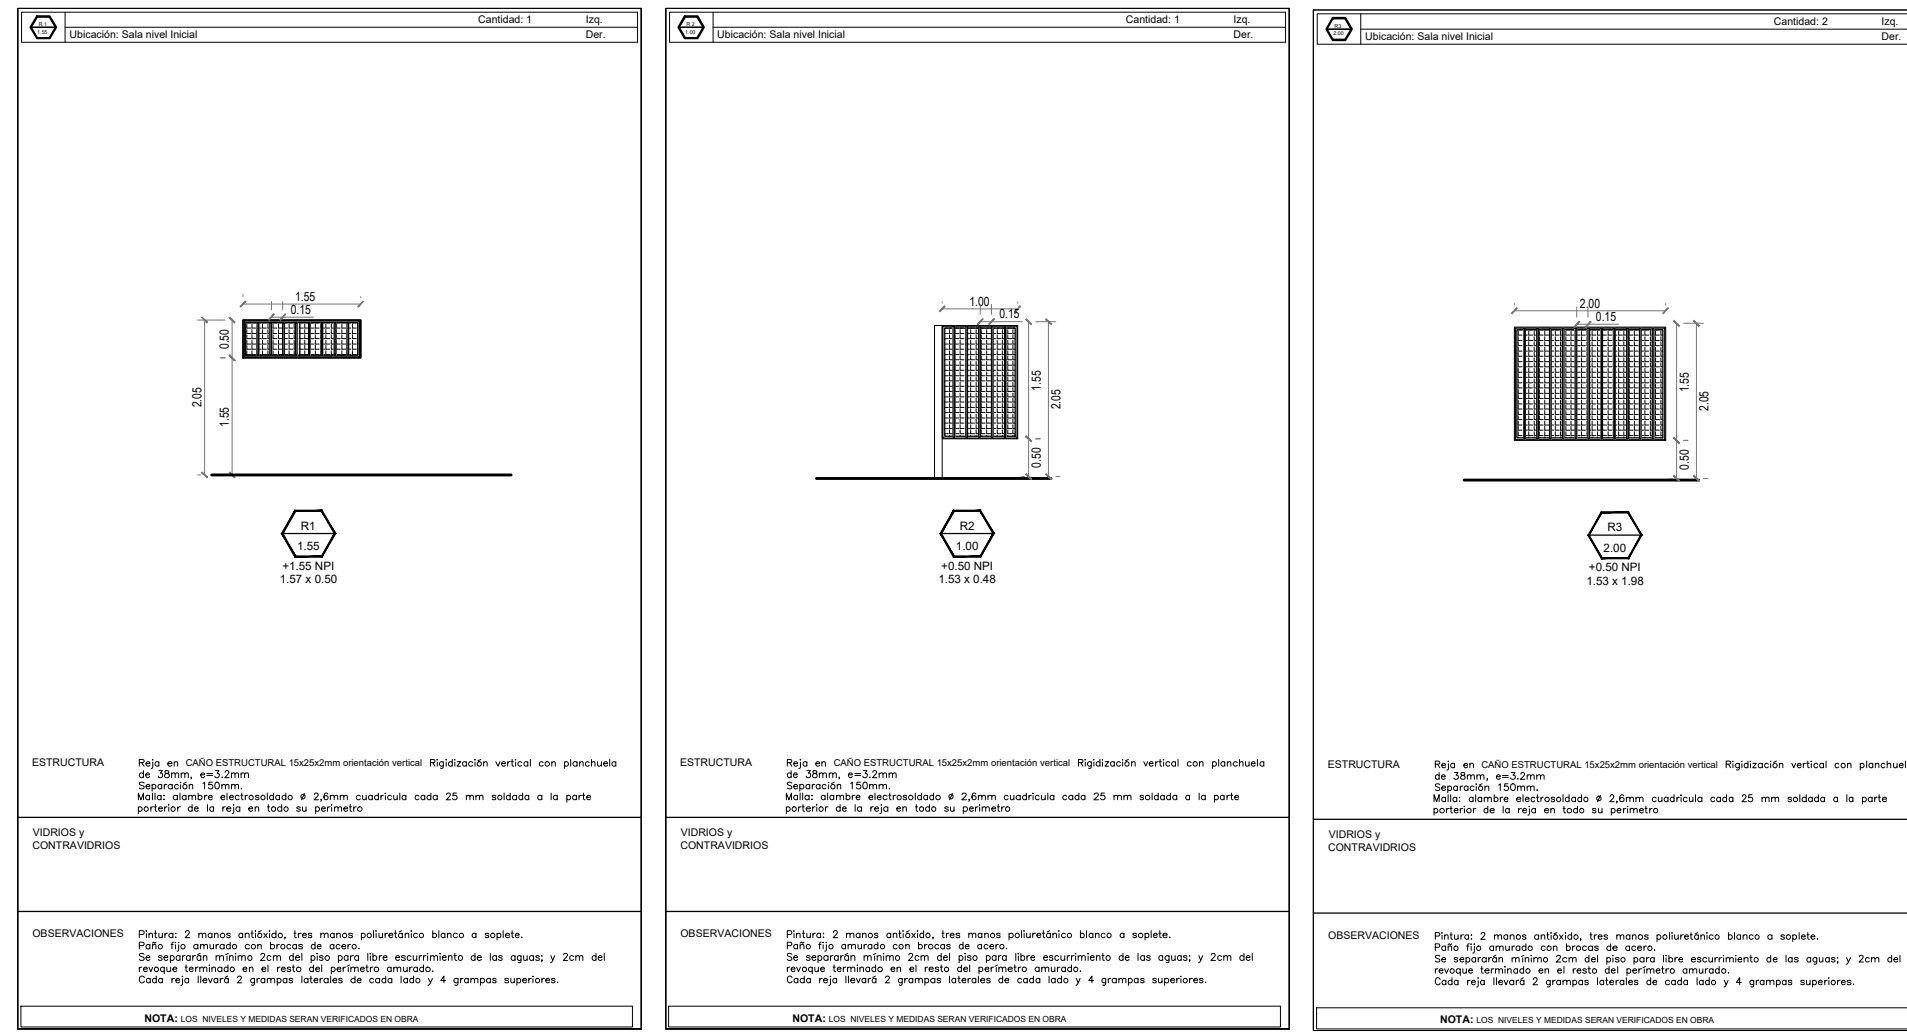 R1
1.55
Cantidad: 1
Izq.
Ubicación: Sala nivel Inicial
Der.
1.55
0.15
0.50
2.05
1.55
R1
1.55
+1.55 NPI
1.57 x 0.50
ESTRUCTURA
Reja en CAÑO ESTRUCTURAL 15x25x2mm orientación vertical Rigidización vertical con planchuela
de 38mm, e=3.2mm
Separación 150mm.
Malla: alambre electrosoldado ø 2,6mm cuadricula cada 25 mm soldada a la parte
porterior de la reja en todo su perimetro
VIDRIOS y
CONTRAVIDRIOS
OBSERVACIONES
Pintura: 2 manos antióxido, tres manos poliuretánico blanco a soplete.
Paño fijo amurado con brocas de acero.
Se separarán mínimo 2cm del piso para libre escurrimiento de las aguas; y 2cm del
revoque terminado en el resto del perímetro amurado.
Cada reja llevará 2 grampas laterales de cada lado y 4 grampas superiores.
NOTA: LOS NIVELES Y MEDIDAS SERAN VERIFICADOS EN OBRA
R2
1.00
Cantidad: 1
Izq.
Ubicación: Sala nivel Inicial
Der.
1.00
0.15
1.55
2.05
0.50
R2
1.00
+0.50 NPI
1.53 x 0.48
ESTRUCTURA
Reja en CAÑO ESTRUCTURAL 15x25x2mm orientación vertical Rigidización vertical con planchuela
de 38mm, e=3.2mm
Separación 150mm.
Malla: alambre electrosoldado ø 2,6mm cuadricula cada 25 mm soldada a la parte
porterior de la reja en todo su perimetro
VIDRIOS y
CONTRAVIDRIOS
OBSERVACIONES
Pintura: 2 manos antióxido, tres manos poliuretánico blanco a soplete.
Paño fijo amurado con brocas de acero.
Se separarán mínimo 2cm del piso para libre escurrimiento de las aguas; y 2cm del
revoque terminado en el resto del perímetro amurado.
Cada reja llevará 2 grampas laterales de cada lado y 4 grampas superiores.
NOTA: LOS NIVELES Y MEDIDAS SERAN VERIFICADOS EN OBRA
R3
2.00
Cantidad: 2
Izq.
Ubicación: Sala nivel Inicial
Der.
2.00
0.15
1.55
2.05
0.50
R3
2.00
+0.50 NPI
1.53 x 1.98
ESTRUCTURA
Reja en CAÑO ESTRUCTURAL 15x25x2mm orientación vertical Rigidización vertical con planchuel
de 38mm, e=3.2mm
Separación 150mm.
Malla: alambre electrosoldado ø 2,6mm cuadricula cada 25 mm soldada a la parte
porterior de la reja en todo su perimetro
VIDRIOS y
CONTRAVIDRIOS
OBSERVACIONES
Pintura: 2 manos antióxido, tres manos poliuretánico blanco a soplete.
Paño fijo amurado con brocas de acero.
Se separarán mínimo 2cm del piso para libre escurrimiento de las aguas; y 2cm del
revoque terminado en el resto del perímetro amurado.
Cada reja llevará 2 grampas laterales de cada lado y 4 grampas superiores.
NOTA: LOS NIVELES Y MEDIDAS SERAN VERIFICADOS EN OBRA